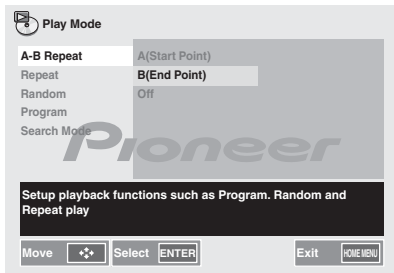 Play Mode
A-B Repeat
A(Start Point)
Repeat
B(End Point)
Random
Off
Program
Search Mode
Pioneer
Setup playback functions such as Program. Random and
Repeat play
Move Select ENTER Exit HOME MENU